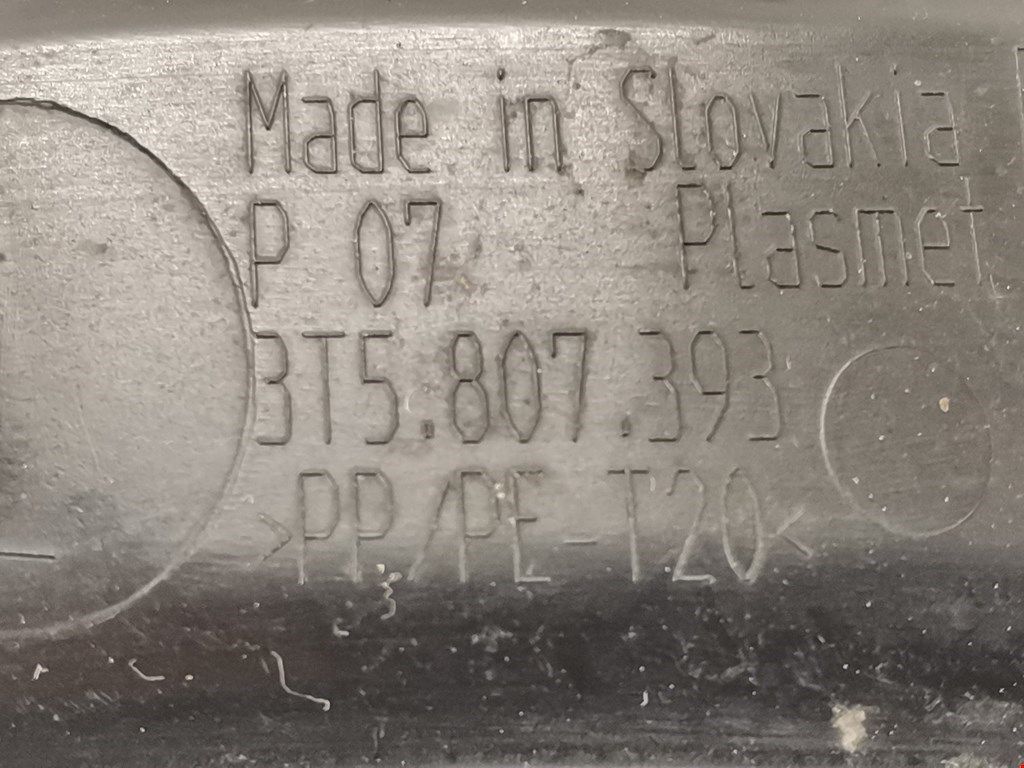 Made in Slovakia
P 07 Plasmet
3T5.807.393
>PP/PE-T20<